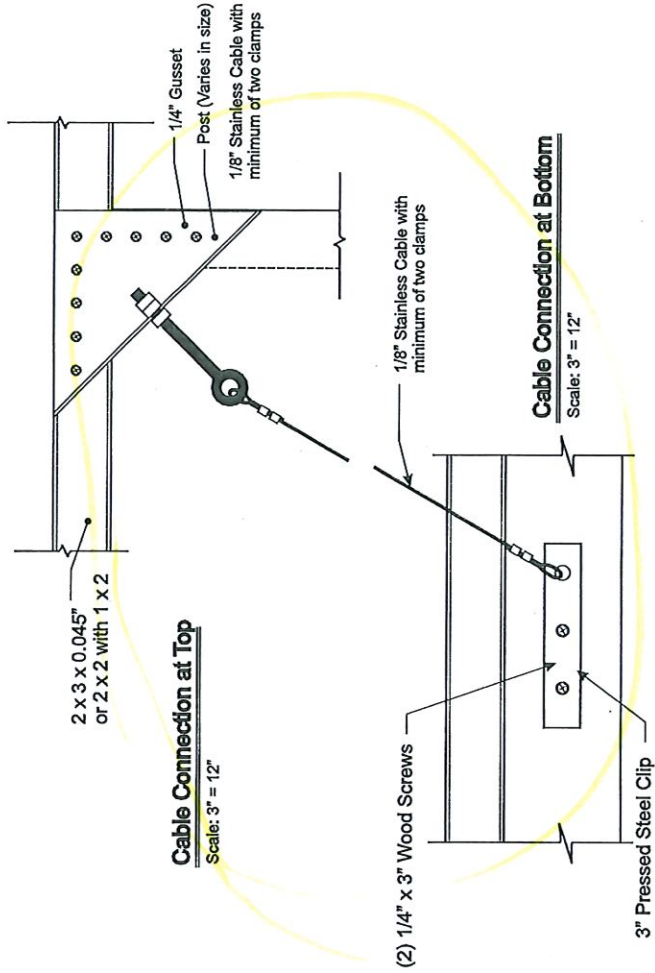 2 x 3 x 0.045"
or 2 x 2 with 1 x 2
1/4" Gusset
Post (Varies in size)
1/8" Stainless Cable with
minimum of two clamps
Cable Connection at Top
Scale: 3" = 12"
1/8" Stainless Cable with
minimum of two clamps
(2) 1/4" x 3" Wood Screws
3" Pressed Steel Clip
Cable Connection at Bottom
Scale: 3" = 12"